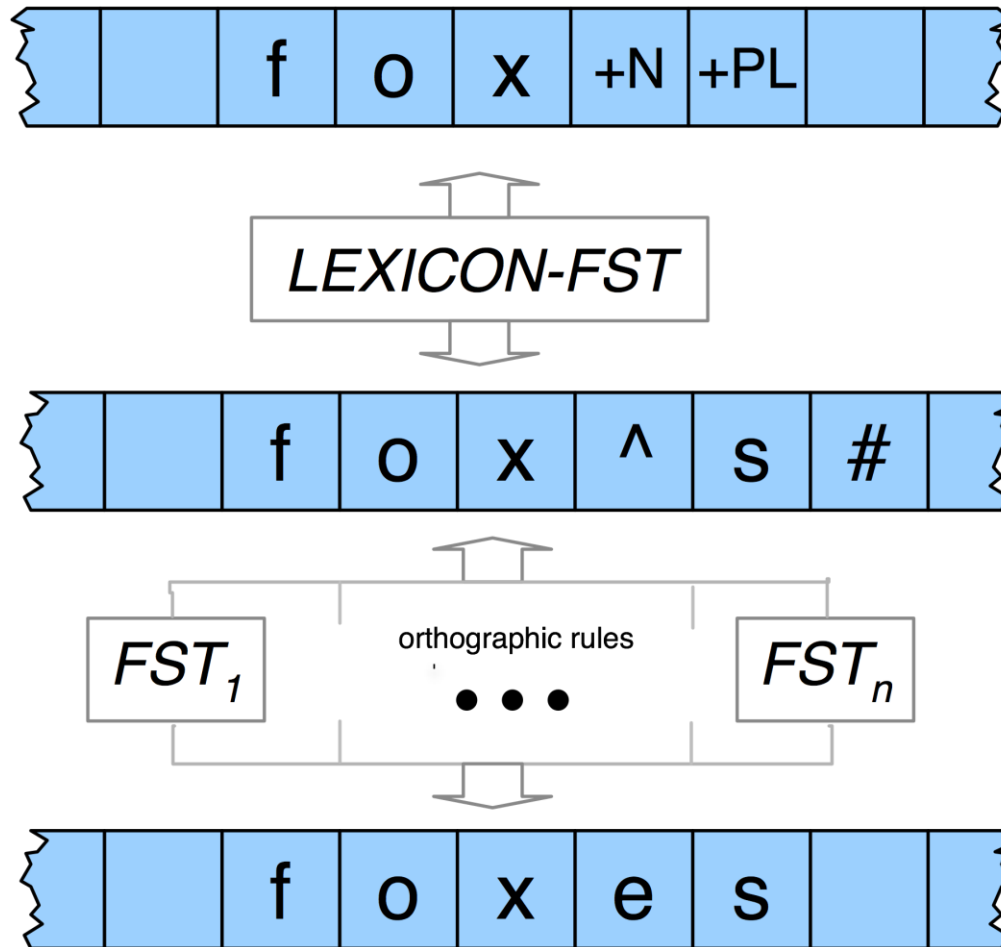 f o x +N +PL
LEXICON-FST
f o x ^ s #
orthographic rules
FST1 ... FSTn
f o x e s